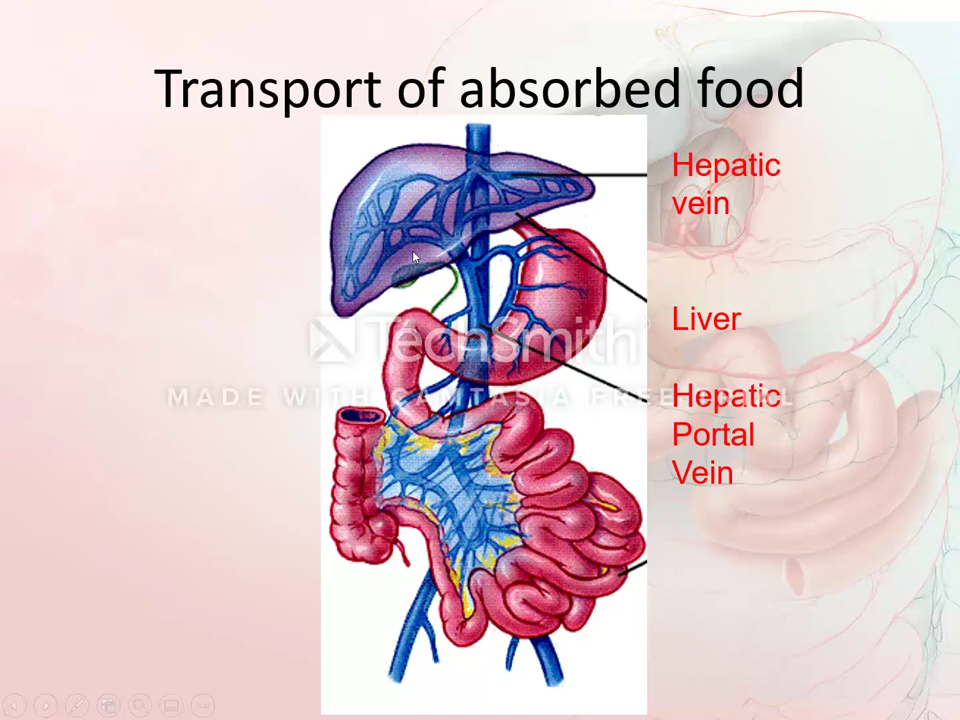 Transport of absorbed food
Hepatic
vein
Liver
TechSmith
MADE WITH CAMTASIA FREE TRIAL
Hepatic
Portal
Vein